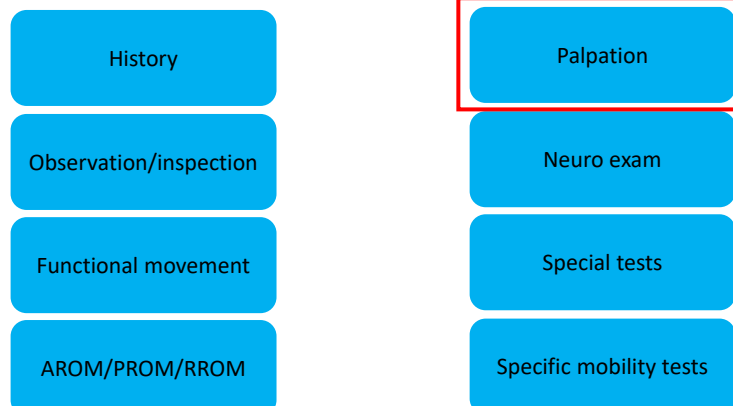 History
Observation/inspection
Functional movement
AROM/PROM/RROM
Palpation
Neuro exam
Special tests
Specific mobility tests